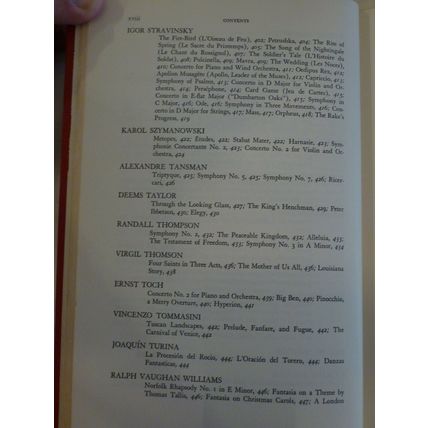 xviii CONTENTS
IGOR STRAVINSKY
The Fire-Bird (L'Oiseau de Feu), 402; Petrushka, 404; The Rite of
Spring (Le Sacre du Printemps), 405; The Song of the Nightingale
(Le Chant du Rossignol), 407; The Soldier's Tale (L'Histoire du
Soldat), 408; Pulcinella, 409; Mavra, 409; The Wedding (Les Noces),
410; Concerto for Piano and Wind Orchestra, 411; Oedipus Rex, 412;
Apollon Musagète (Apollo, Leader of the Muses), 412; Capriccio, 413;
Symphony of Psalms, 413; Concerto in D Major for Violin and Or-
chestra, 414; Perséphone, 414; Card Game (Jeu de Cartes), 414;
Concerto in E-flat Major ("Dumbarton Oaks"), 415; Symphony in
C Major, 416; Ode, 416; Symphony in Three Movements, 416; Con-
certo in D Major for Strings, 417; Mass, 417; Orpheus, 418; The Rake's
Progress, 419
KAROL SZYMANOWSKI
Metopes, 422; Études, 422; Stabat Mater, 422; Harnasie, 423; Sym-
phonie Concertante No. 2, 423; Concerto No. 2 for Violin and Or-
chestra, 424
ALEXANDRE TANSMAN
Triptyque, 425; Symphony No. 5, 425; Symphony No. 7, 426; Ricer-
cari, 426
DEEMS TAYLOR
Through the Looking Glass, 427; The King's Henchman, 429; Peter
Ibbetson, 430; Elegy, 430
RANDALL THOMPSON
Symphony No. 2, 432; The Peaceable Kingdom, 432; Alleluia, 433;
The Testament of Freedom, 433; Symphony No. 3 in A Minor, 434
VIRGIL THOMSON
Four Saints in Three Acts, 436; The Mother of Us All, 436; Louisiana
Story, 438
ERNST TOCH
Concerto No. 2 for Piano and Orchestra, 439; Big Ben, 440; Pinocchio,
a Merry Overture, 440; Hyperion, 441
VINCENZO TOMMASINI
Tuscan Landscapes, 442; Prelude, Fanfare, and Fugue, 442; The
Carnival of Venice, 442
JOAQUÍN TURINA
La Procesión del Rocío, 444; L'Oración del Torero, 444; Danzas
Fantásticas, 444
RALPH VAUGHAN WILLIAMS
Norfolk Rhapsody No. 1 in E Minor, 446; Fantasia on a Theme by
Thomas Tallis, 446; Fantasia on Christmas Carols, 447; A London